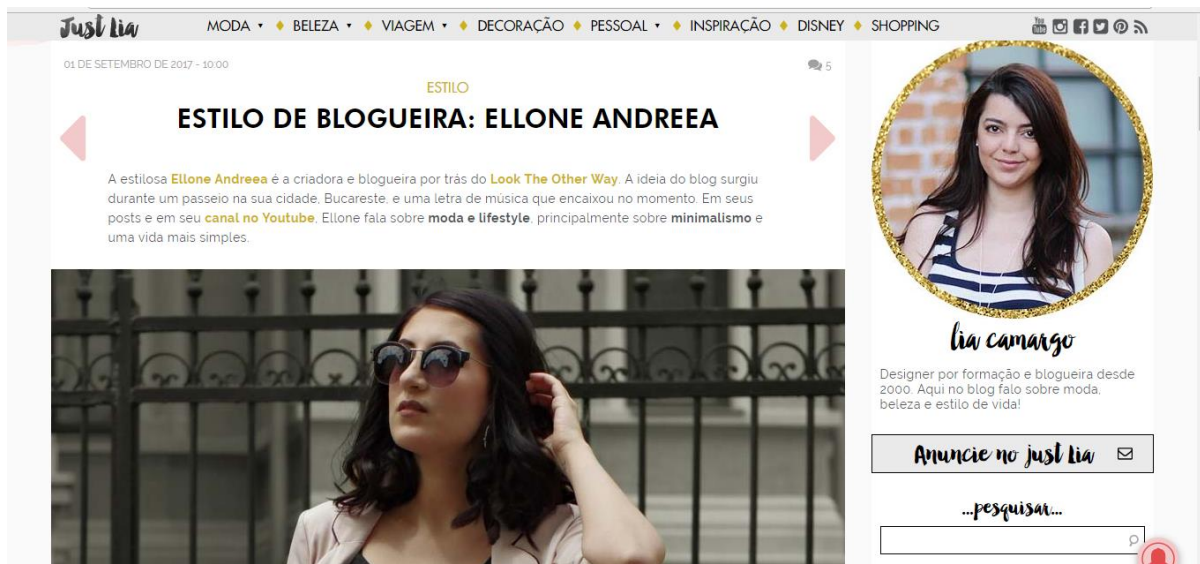 Just Lia
MODA BELEZA VIAGEM DECORAÇÃO PESSOAL INSPIRAÇÃO DISNEY SHOPPING
You Tube
01 DE SETEMBRO DE 2017 - 10:00
5
ESTILO
ESTILO DE BLOGUEIRA: ELLONE ANDREEA
A estilosa Ellone Andreea é a criadora e blogueira por trás do Look The Other Way. A ideia do blog surgiu
durante um passeio na sua cidade, Bucareste, e uma letra de música que encaixou no momento. Em seus
posts e em seu canal no Youtube, Ellone fala sobre moda e lifestyle, principalmente sobre minimalismo e
uma vida mais simples.
lia camargo
Designer por formação e blogueira desde
2000. Aqui no blog falo sobre moda,
beleza e estilo de vida!
Anuncie no just Lia
...pesquisar...